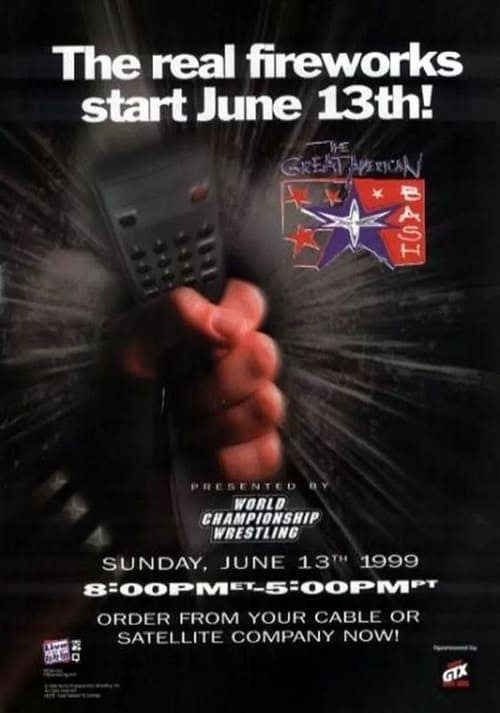 The real fireworks
start June 13th!
THE
GREAT AMERICAN
BASH
PRESENTED BY
WORLD
CHAMPIONSHIP
WRESTLING
SUNDAY, JUNE 13TH 1999
8:00PMET-5:00PMPT
ORDER FROM YOUR CABLE OR
SATELLITE COMPANY NOW!
Sponsored by
GTX